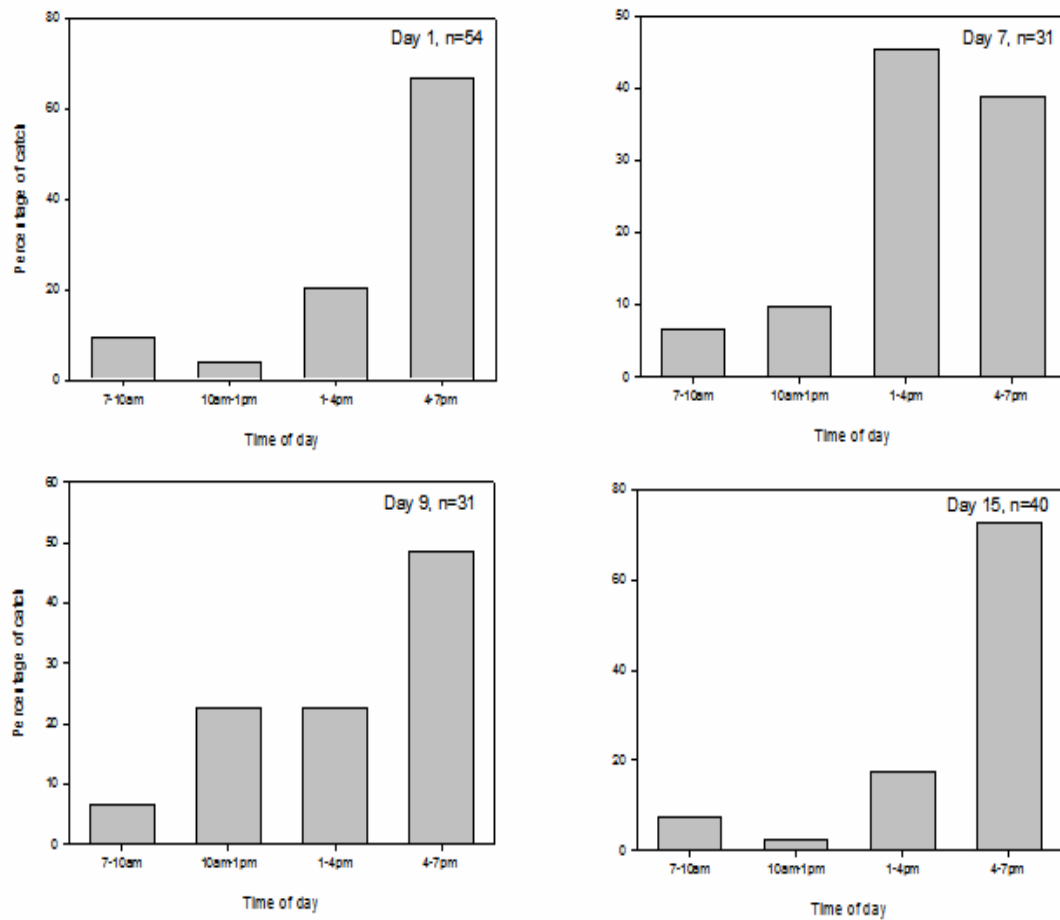 Day 1, n=54
80
60
40
20
0
Percentage of catch
7-10am 10am-1pm 1-4pm 4-7pm
Time of day
Day 7, n=31
50
40
30
20
10
0
7-10am 10am-1pm 1-4pm 4-7pm
Time of day
Day 9, n=31
60
50
40
30
20
10
0
Percentage of catch
7-10am 10am-1pm 1-4pm 4-7pm
Time of day
Day 15, n=40
80
60
40
20
0
7-10am 10am-1pm 1-4pm 4-7pm
Time of day